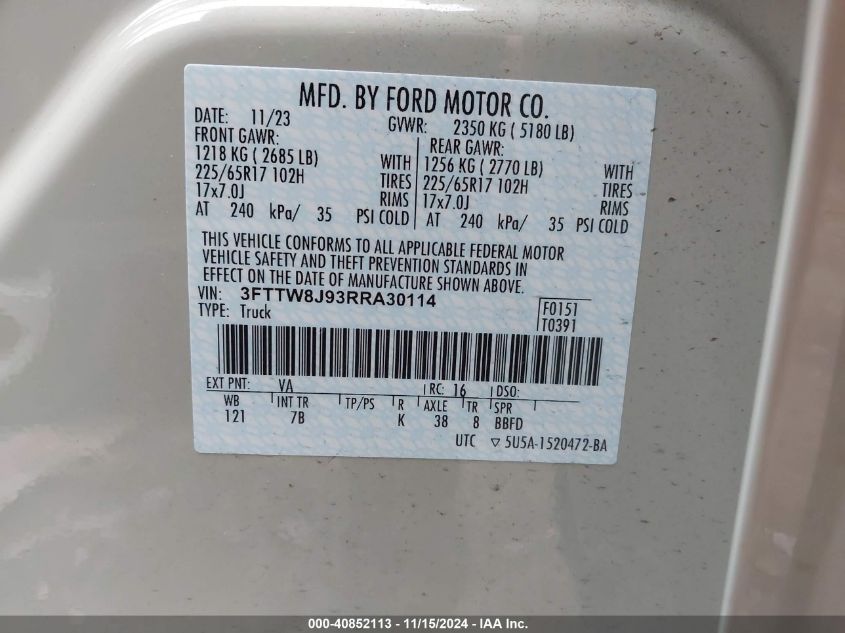 MFD. BY FORD MOTOR CO.
DATE: 11/23 GVWR: 2350 KG ( 5180 LB)
FRONT GAWR: REAR GAWR:
1218 KG ( 2685 LB) WITH 1256 KG ( 2770 LB) WITH
225/65R17 102H TIRES 225/65R17 102H TIRES
17x7.0J RIMS 17x7.0J RIMS
AT 240 kPa/ 35 PSI COLD AT 240 kPa/ 35 PSI COLD
THIS VEHICLE CONFORMS TO ALL APPLICABLE FEDERAL MOTOR
VEHICLE SAFETY AND THEFT PREVENTION STANDARDS IN
EFFECT ON THE DATE OF MANUFACTURE SHOWN ABOVE.
VIN: 3FTTW8J93RRA30114 F0151
TYPE: Truck T0391
EXT PNT: VA RC: 16 DSO:
WB INT TR TP/PS R AXLE TR SPR
121 7B K 38 8 BBFD
UTC ▽ 5U5A-1520472-BA
000-40852113 - 11/15/2024 - IAA Inc.